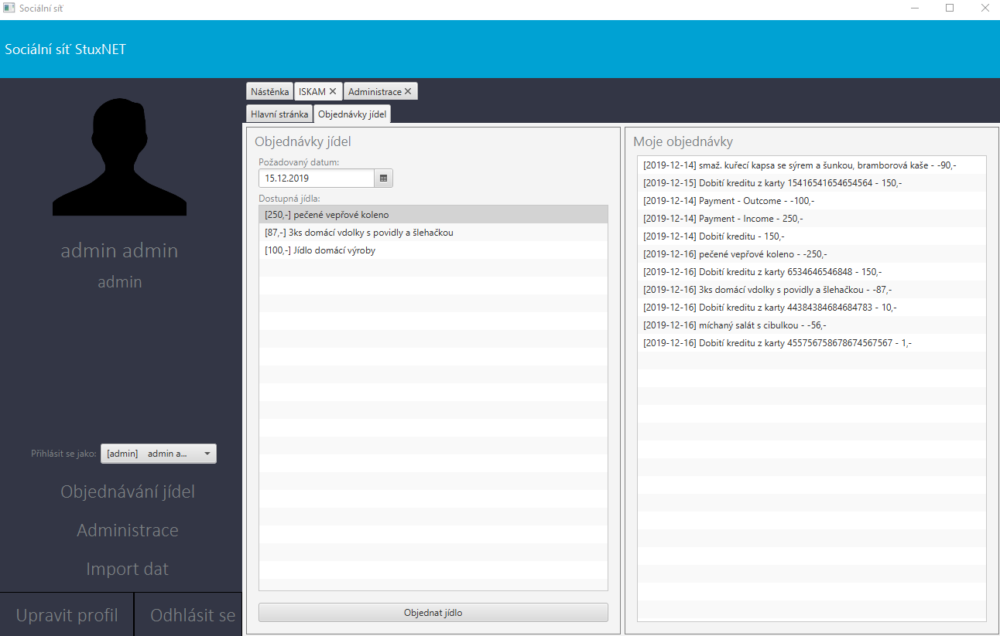 Sociální síť
Sociální síť StuxNET
admin admin
admin
Přihlásit se jako: [admin] admin a...
Objednávání jídel
Administrace
Import dat
Upravit profil Odhlásit se
Nástěnka ISKAM Administrace
Hlavní stránka Objednávky jídel
Objednávky jídel
Požadovaný datum:
15.12.2019
Dostupná jídla:
[250,-] pečené vepřové koleno
[87,-] 3ks domácí vdolky s povidly a šlehačkou
[100,-] Jídlo domácí výroby
Objednat jídlo
Moje objednávky
[2019-12-14] smaž. kuřecí kapsa se sýrem a šunkou, bramborová kaše - -90,-
[2019-12-15] Dobití kreditu z karty 15416541654654564 - 150,-
[2019-12-14] Payment - Outcome - -100,-
[2019-12-14] Payment - Income - 250,-
[2019-12-14] Dobití kreditu - 150,-
[2019-12-16] pečené vepřové koleno - -250,-
[2019-12-16] Dobití kreditu z karty 6534646546848 - 150,-
[2019-12-16] 3ks domácí vdolky s povidly a šlehačkou - -87,-
[2019-12-16] Dobití kreditu z karty 44384384684684783 - 10,-
[2019-12-16] míchaný salát s cibulkou - -56,-
[2019-12-16] Dobití kreditu z karty 455756758678674567567 - 1,-